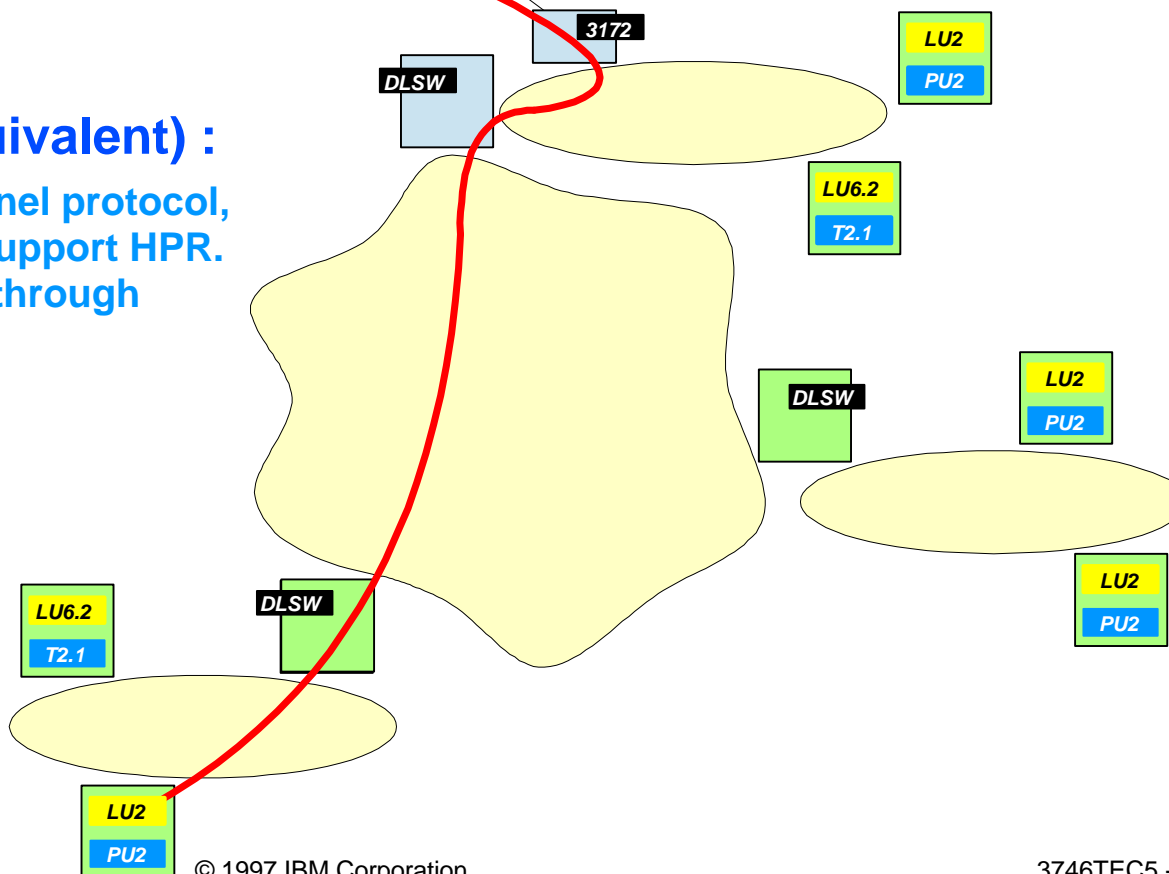 3172
LU2
DLSW
PU2
uivalent) :
nel protocol,
LU6.2
upport HPR.
T2.1
through
LU2
DLSW
PU2
LU2
DLSW
LU6.2
PU2
T2.1
LU2
PU2
© 1997 IBM Corporation
3746TEC5 -